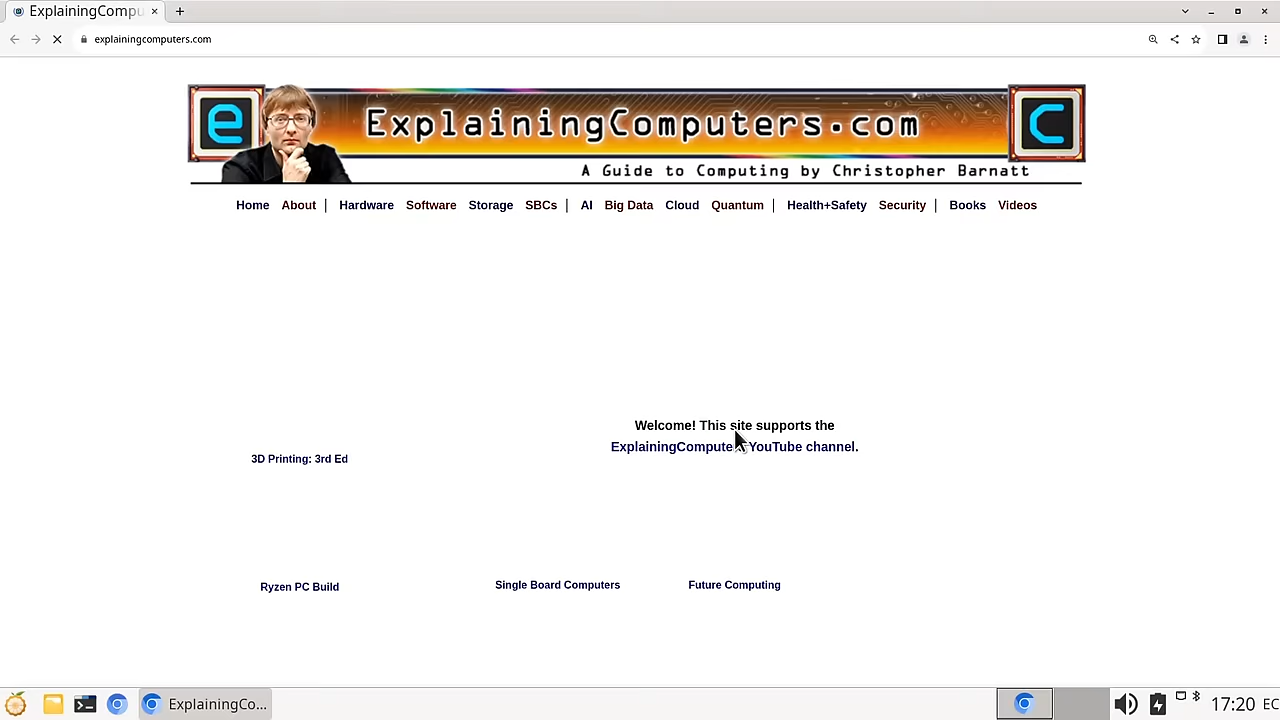 ExplainingCompu
explainingcomputers.com
e
ExplainingComputers.com
C
A Guide to Computing by Christopher Barnatt
Home About | Hardware Software Storage SBCs | AI Big Data Cloud Quantum | Health+Safety Security | Books Videos
Welcome! This site supports the
ExplainingCompute YouTube channel.
3D Printing: 3rd Ed
Ryzen PC Build
Single Board Computers
Future Computing
ExplainingCo...
17:20 EC